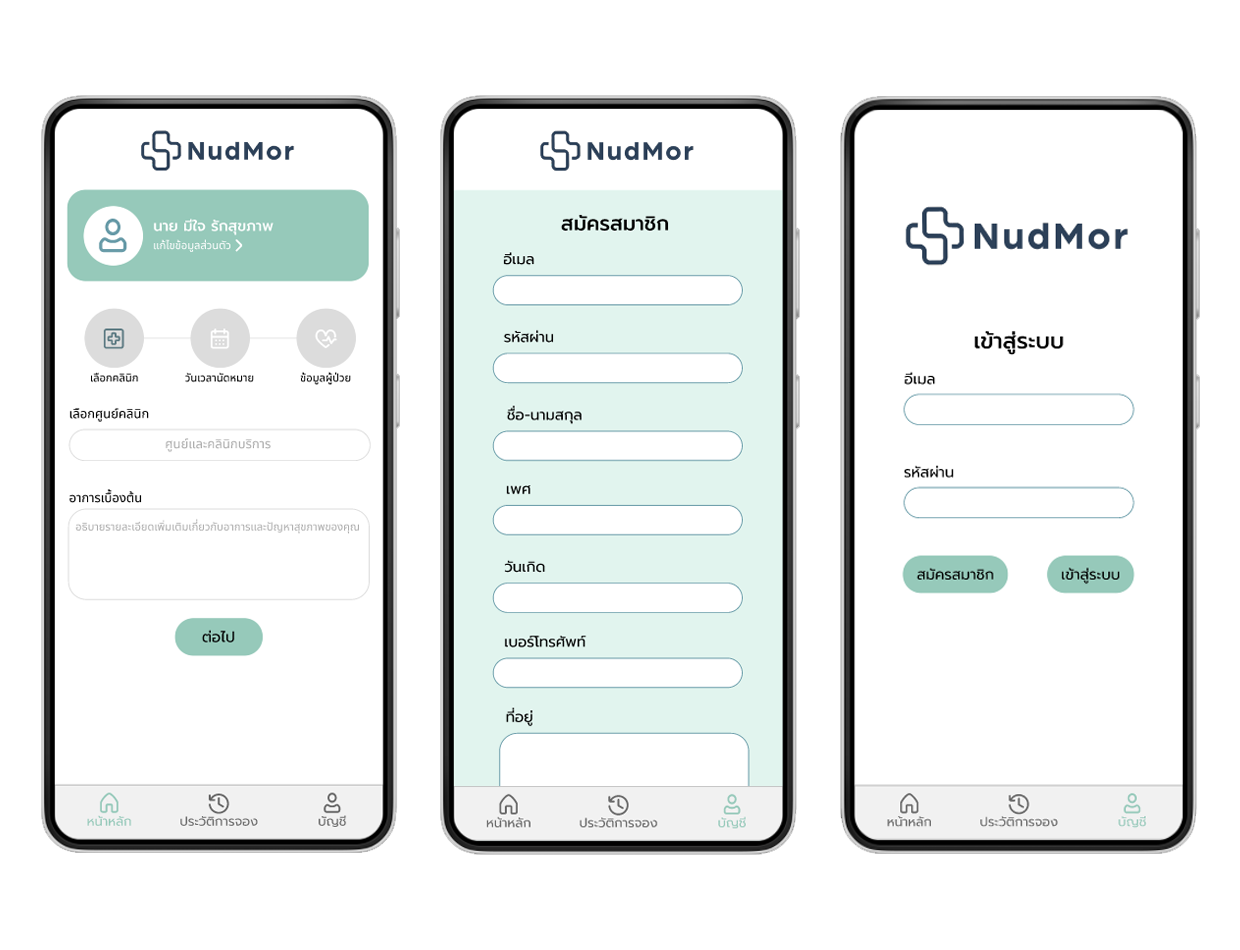 NudMor
นาย มีใจ รักสุขภาพ
แก้ไขข้อมูลส่วนตัว
เลือกคลินิก
วันเวลานัดหมาย
ข้อมูลผู้ป่วย
เลือกศูนย์คลินิก
ศูนย์และคลินิกบริการ
อาการเบื้องต้น
อธิบายรายละเอียดเพิ่มเติมเกี่ยวกับอาการและปัญหาสุขภาพของคุณ
ต่อไป
หน้าหลัก
ประวัติการจอง
บัญชี
NudMor
สมัครสมาชิก
อีเมล
รหัสผ่าน
ชื่อ-นามสกุล
เพศ
วันเกิด
เบอร์โทรศัพท์
ที่อยู่
หน้าหลัก
ประวัติการจอง
บัญชี
NudMor
เข้าสู่ระบบ
อีเมล
รหัสผ่าน
สมัครสมาชิก
เข้าสู่ระบบ
หน้าหลัก
ประวัติการจอง
บัญชี